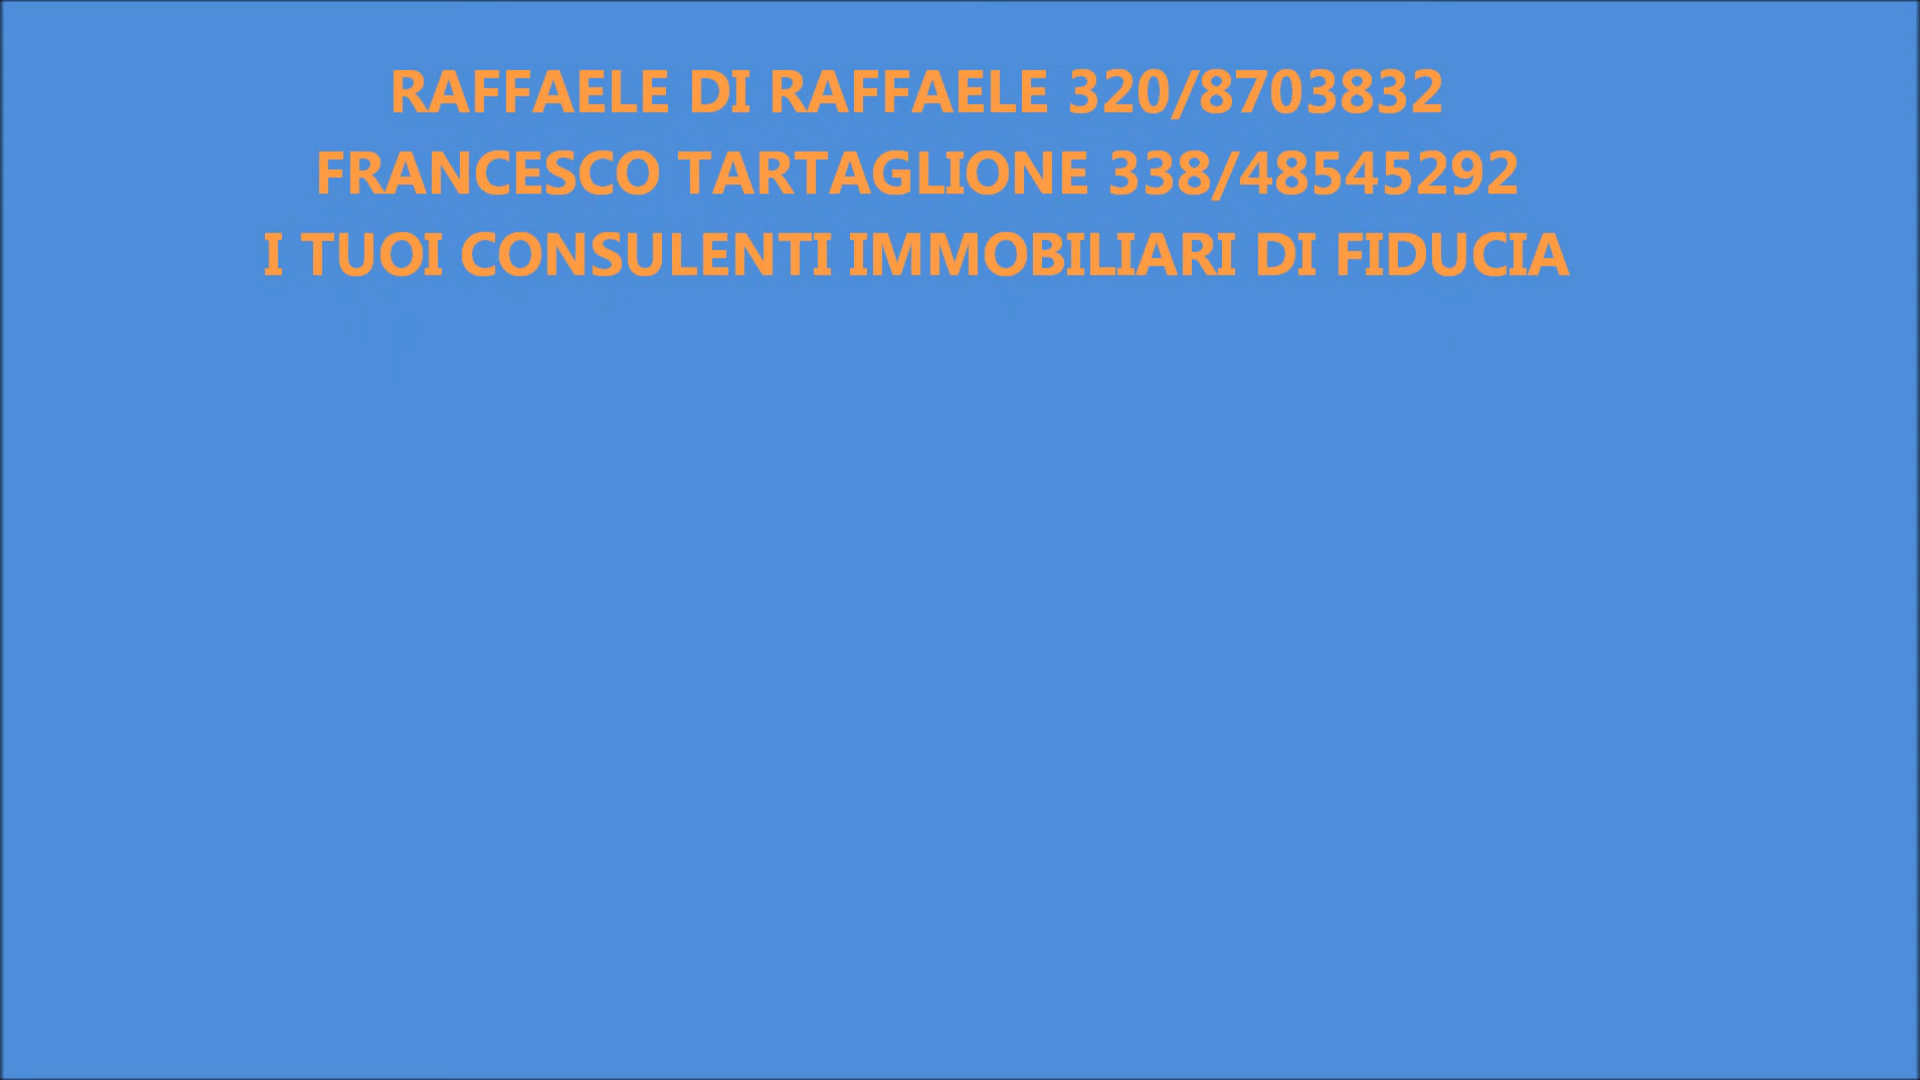 RAFFAELE DI RAFFAELE 320/8703832
FRANCESCO TARTAGLIONE 338/48545292
I TUOI CONSULENTI IMMOBILIARI DI FIDUCIA